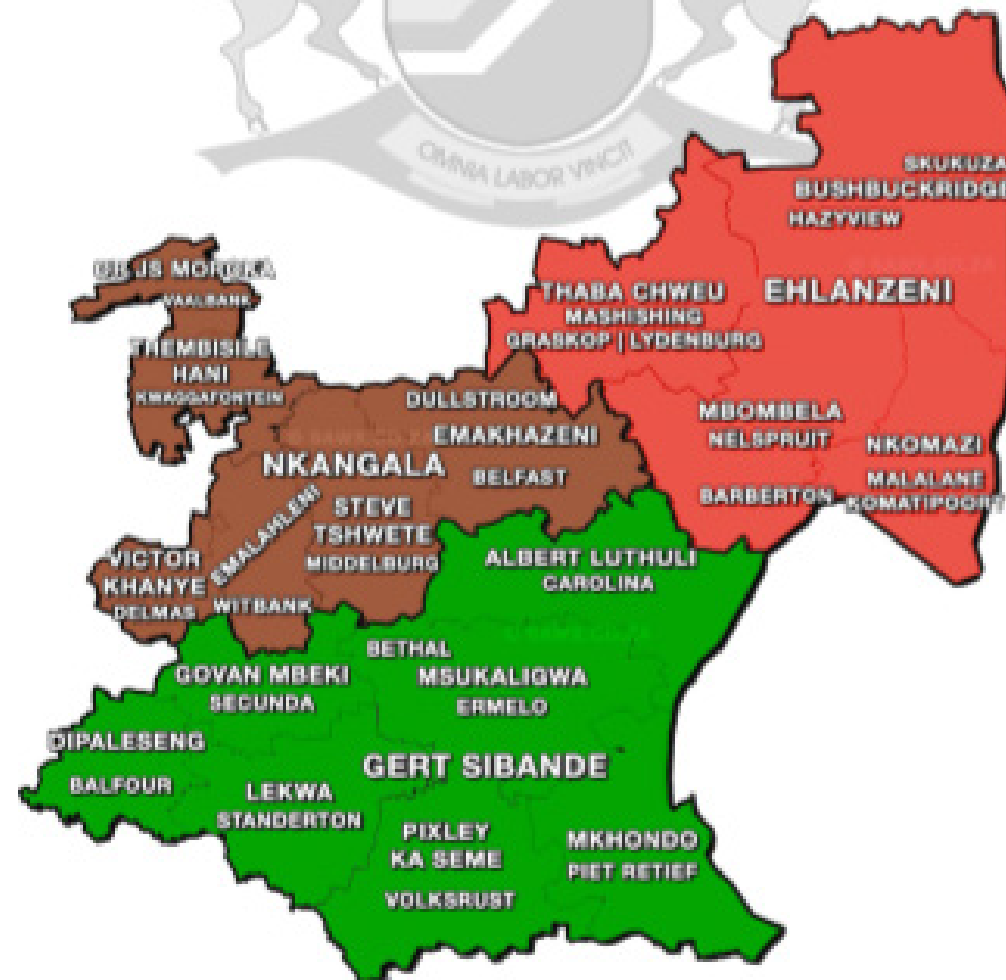 OMNIA LABOR VINCIT
SKUKUZA
BUSHBUCKRIDGE
HAZYVIEW
THABA CHWEU
MASHISHING
GRASKOP | LYDENBURG
EHLANZENI
MBOMBELA
NELSPRUIT
BARBERTON
NKOMAZI
MALALANE
KOMATIPOORT
JS MOROKA
VAALBANK
THEMBISILE
HANI
KWAGGAFONTEIN
DULLSTROOM
EMAKHAZENI
BELFAST
NKANGALA
EMALAHLENI
WITBANK
STEVE
TSHWETE
MIDDELBURG
VICTOR
KHANYE
DELMAS
ALBERT LUTHULI
CAROLINA
BETHAL
MSUKALIGWA
ERMELO
GOVAN MBEKI
SECUNDA
DIPALESENG
BALFOUR
GERT SIBANDE
LEKWA
STANDERTON
PIXLEY
KA SEME
VOLKSRUST
MKHONDO
PIET RETIEF